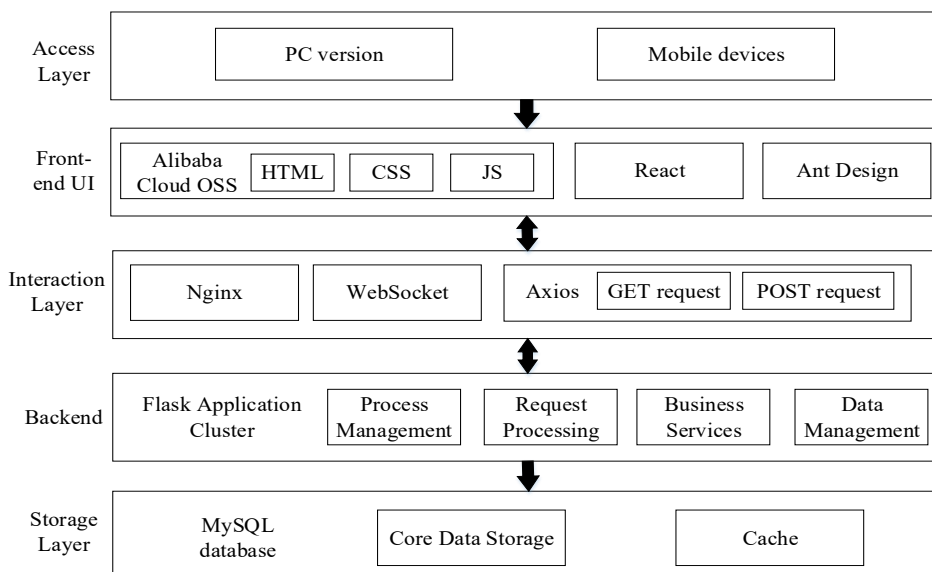 Access
Layer
PC version
Mobile devices
Front-
end UI
Alibaba
Cloud OSS
HTML
CSS
JS
React
Ant Design
Interaction
Layer
Nginx
WebSocket
Axios
GET request
POST request
Backend
Flask Application
Cluster
Process
Management
Request
Processing
Business
Services
Data
Management
Storage
Layer
MySQL
database
Core Data Storage
Cache